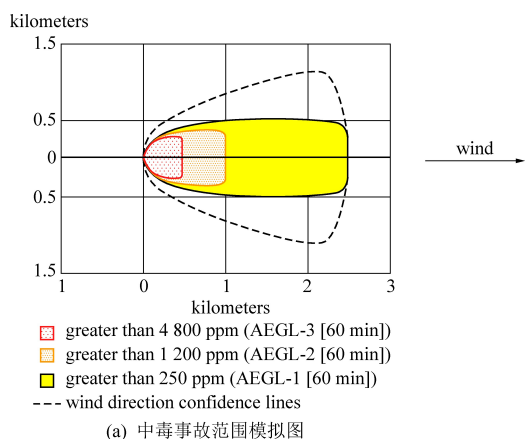 kilometers
1.5
0.5
0
0.5
1.5
1 0 1 2 3
kilometers
wind
greater than 4 800 ppm (AEGL-3 [60 min])
greater than 1 200 ppm (AEGL-2 [60 min])
greater than 250 ppm (AEGL-1 [60 min])
wind direction confidence lines
(a) 中毒事故范围模拟图